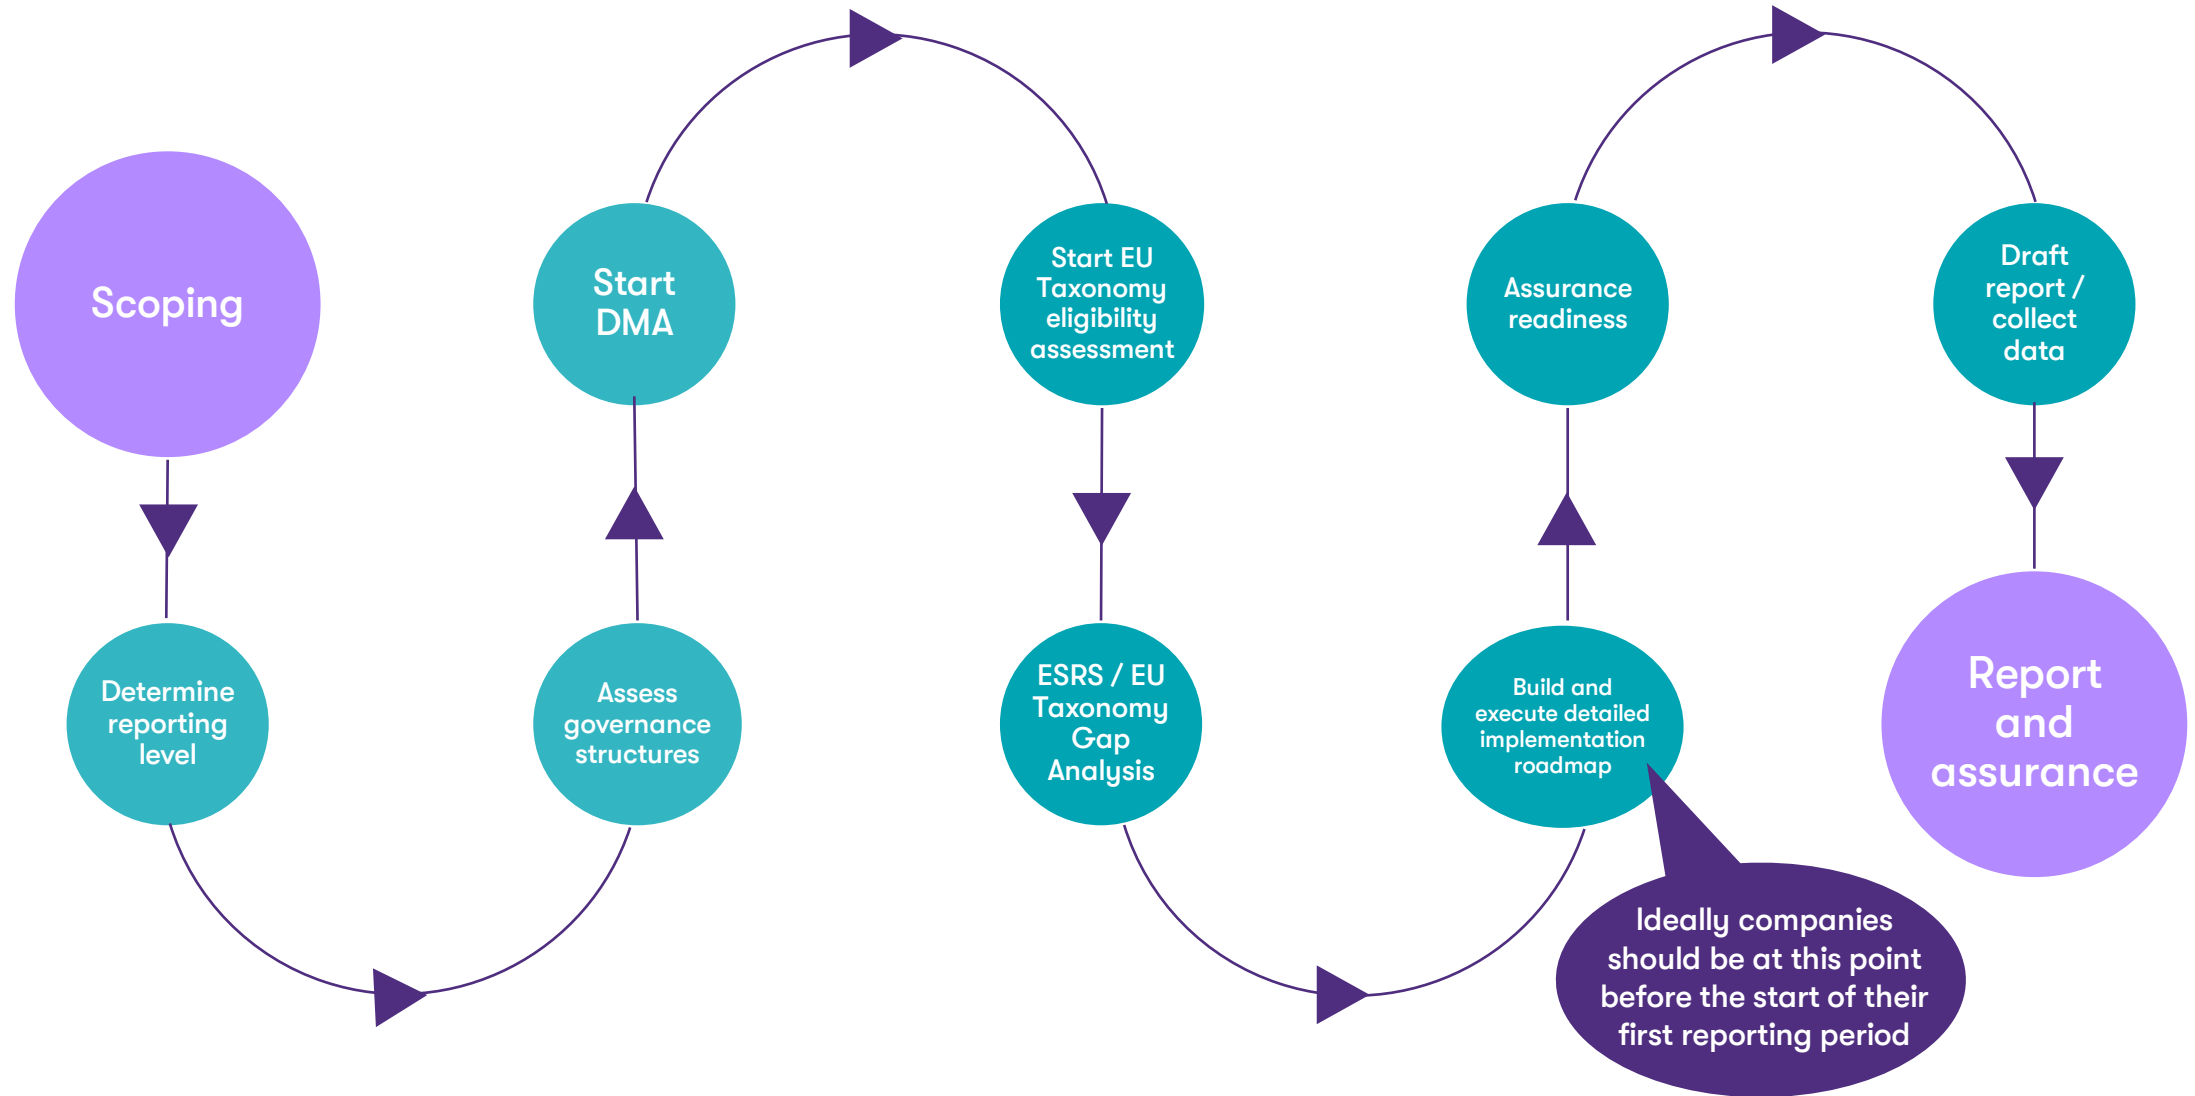 Scoping
Determine
reporting
level
Assess
governance
structures
Start
DMA
Start EU
Taxonomy
eligibility
assessment
ESRS / EU
Taxonomy
Gap
Analysis
Build and
execute detailed
implementation
roadmap
Ideally companies
should be at this point
before the start of their
first reporting period
Assurance
readiness
Draft
report /
collect
data
Report
and
assurance